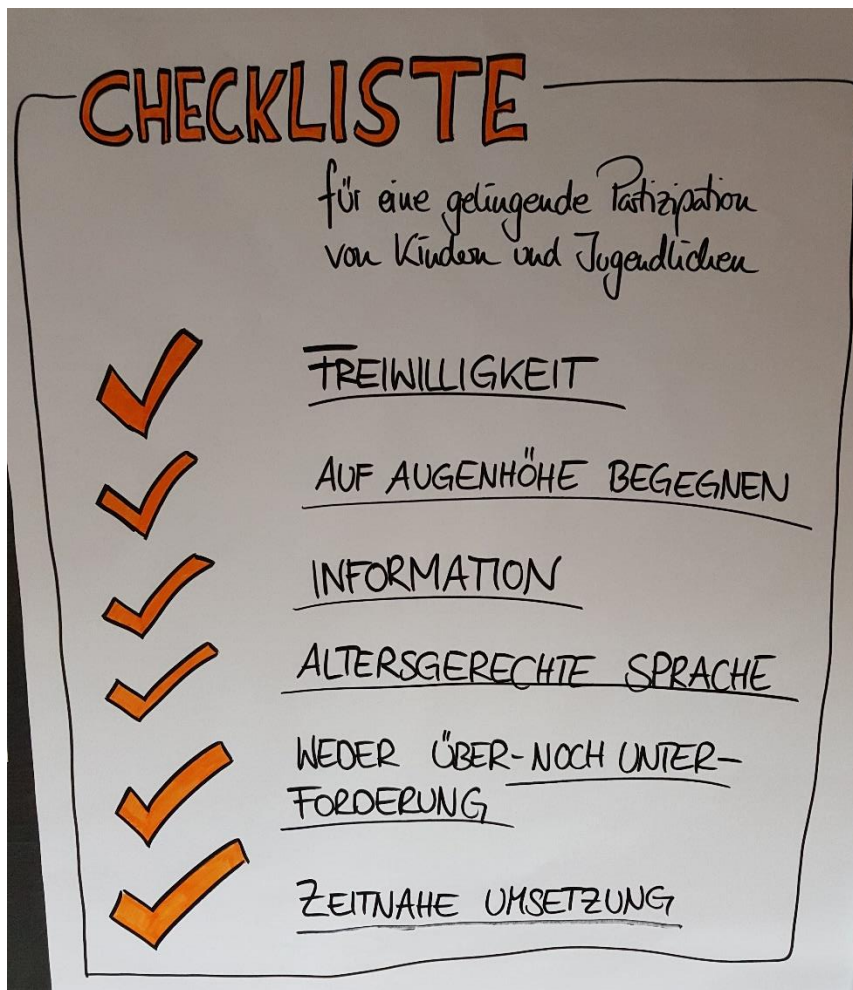 CHECKLISTE
für eine gelingende Partizipation
von Kindern und Jugendlichen
FREIWILLIGKEIT
AUF AUGENHÖHE BEGEGNEN
INFORMATION
ALTERSGERECHTE SPRACHE
WEDER ÜBER-NOCH UNTER-
FORDERUNG
ZEITNAHE UMSETZUNG